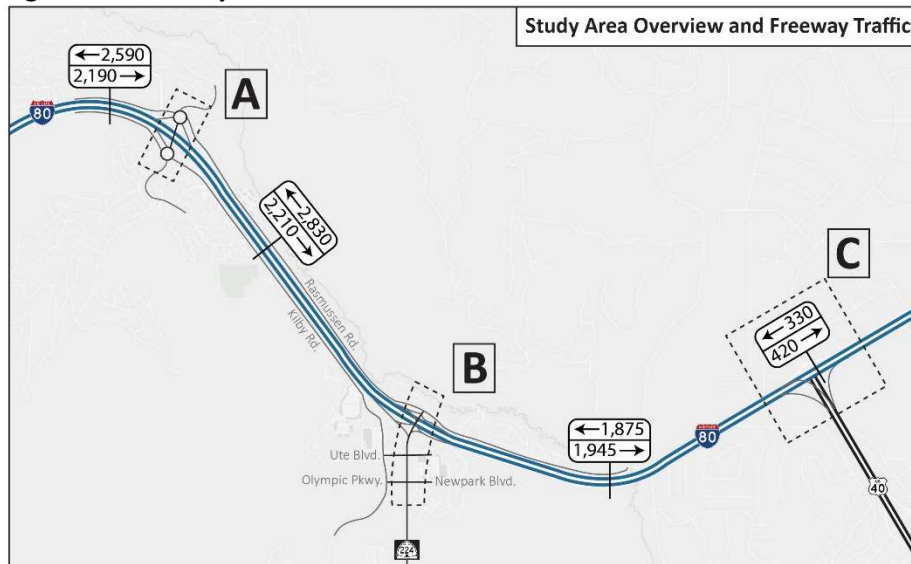 Study Area Overview and Freeway Traffic
←2,590
2,190→
A
80
←2,830
2,210→
C
←330
420→
Rasmussen Rd.
Kilby Rd.
B
←1,875
1,945→
80
Ute Blvd.
Olympic Pkwy.
Newpark Blvd.
US
40
224